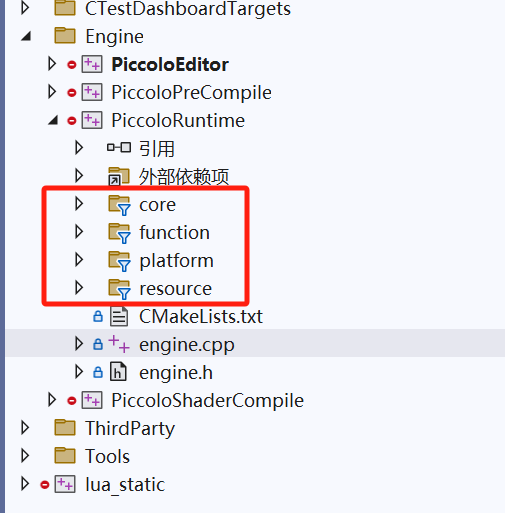 CTestDashboardTargets
Engine
PiccoloEditor
PiccoloPreCompile
PiccoloRuntime
引用
外部依赖项
core
function
platform
resource
CMakeLists.txt
engine.cpp
engine.h
PiccoloShaderCompile
ThirdParty
Tools
lua_static